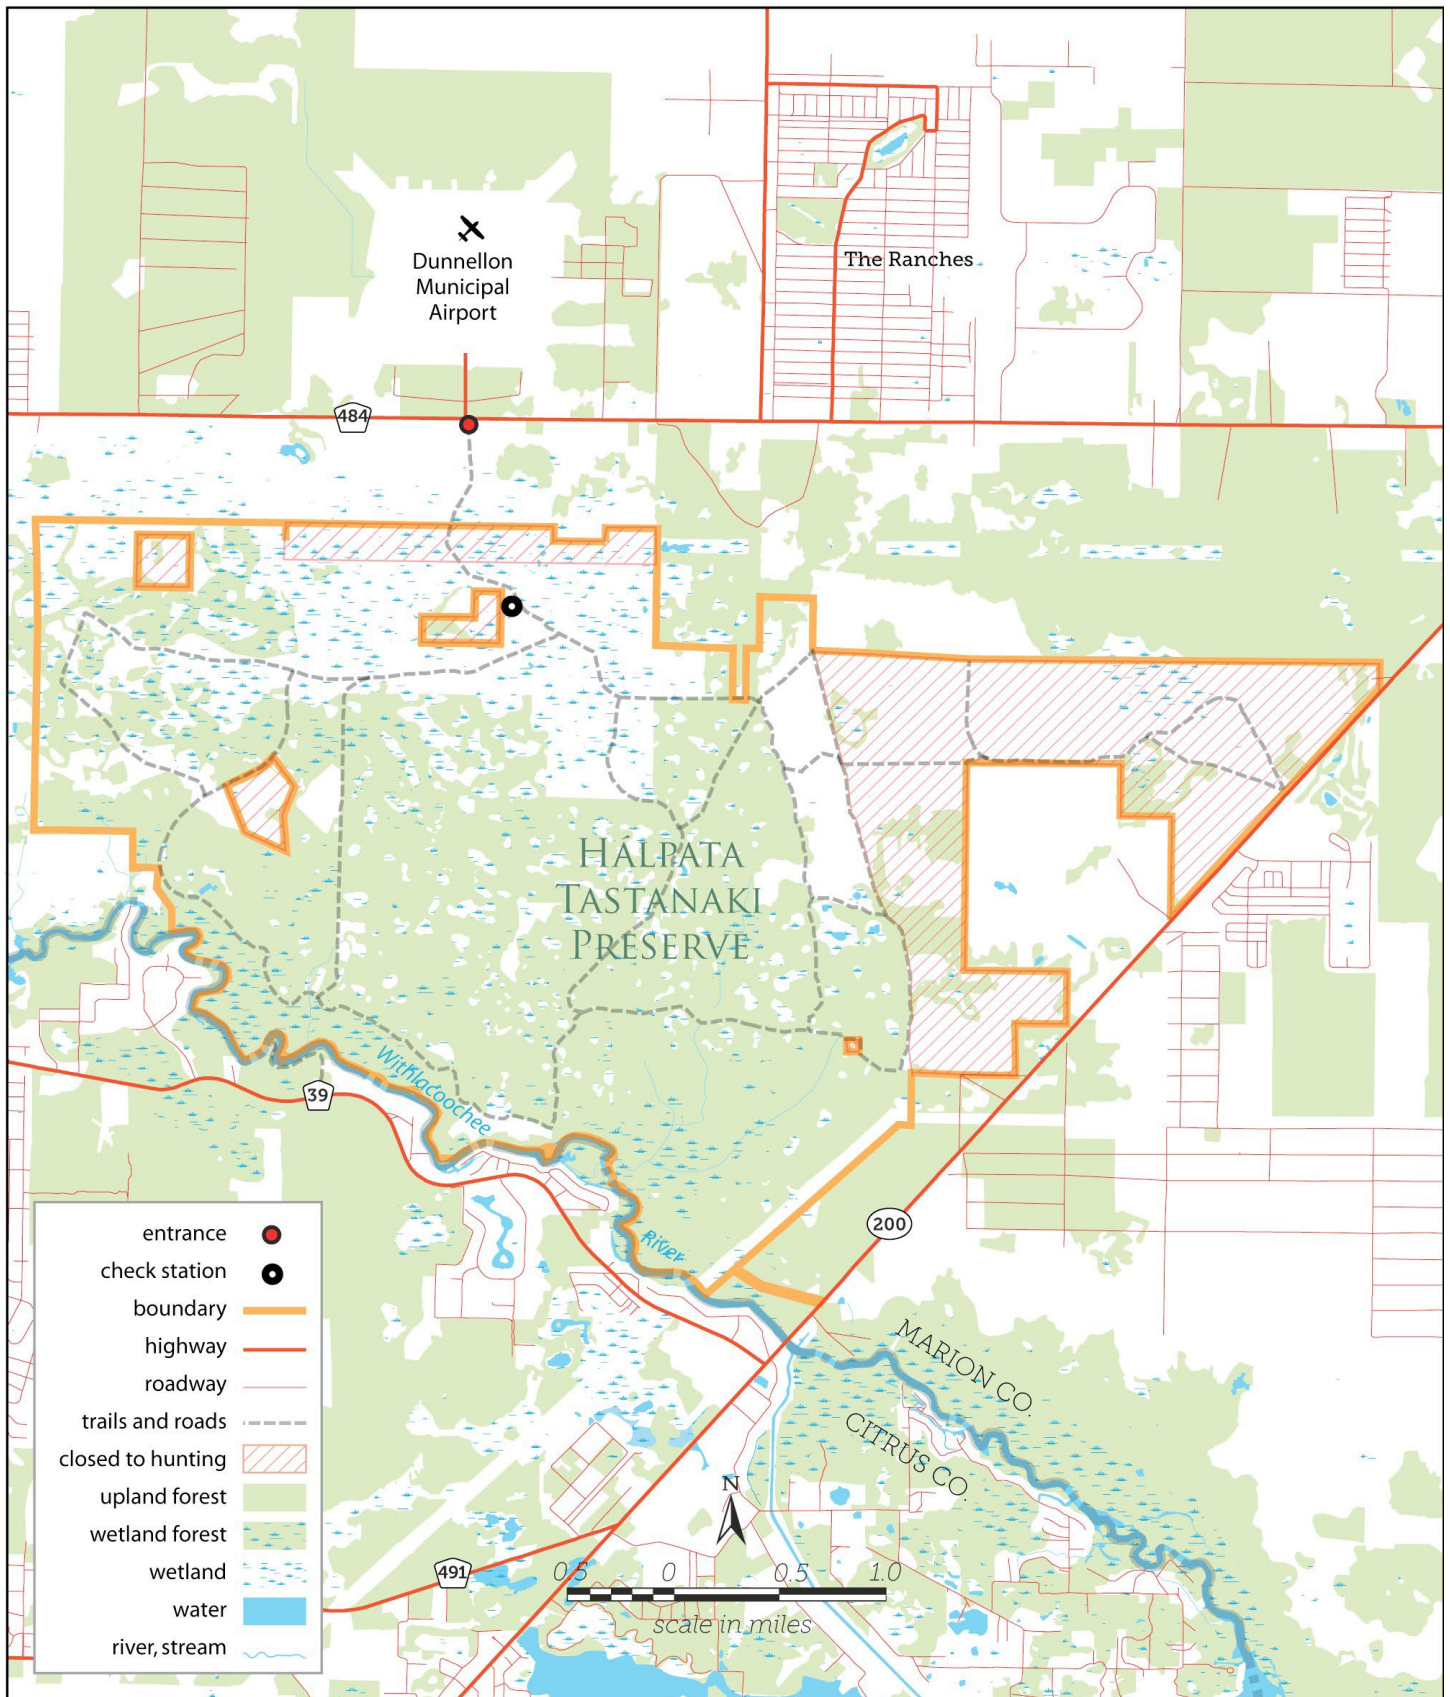 Dunnellon
Municipal
Airport
The Ranches
484
HÁLPATA
TASTANAKI
PRESERVE
39
Withlacoochee
River
200
MARION CO.
CITRUS CO.
491
N
0.5 0 0.5 1.0
scale in miles
entrance
check station
boundary
highway
roadway
trails and roads
closed to hunting
upland forest
wetland forest
wetland
water
river, stream